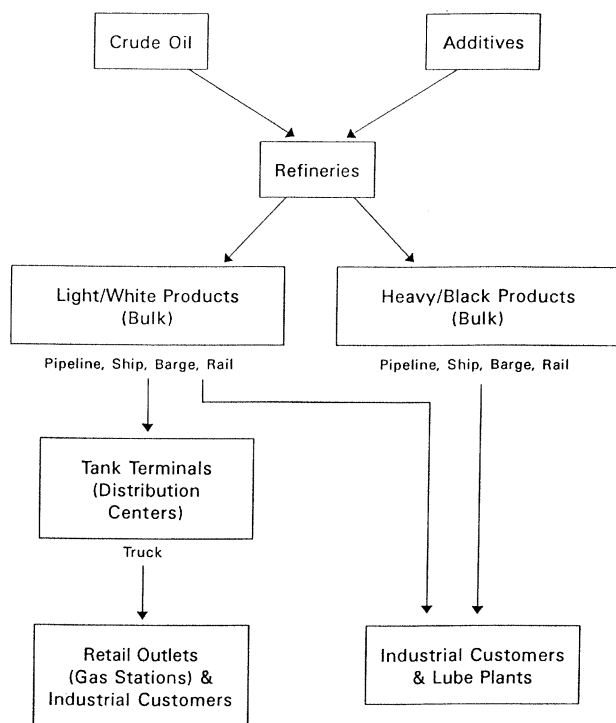 Crude Oil
Additives
Refineries
Light/White Products
(Bulk)
Heavy/Black Products
(Bulk)
Pipeline, Ship, Barge, Rail
Pipeline, Ship, Barge, Rail
Tank Terminals
(Distribution
Centers)
Truck
Retail Outlets
(Gas Stations) &
Industrial Customers
Industrial Customers
& Lube Plants